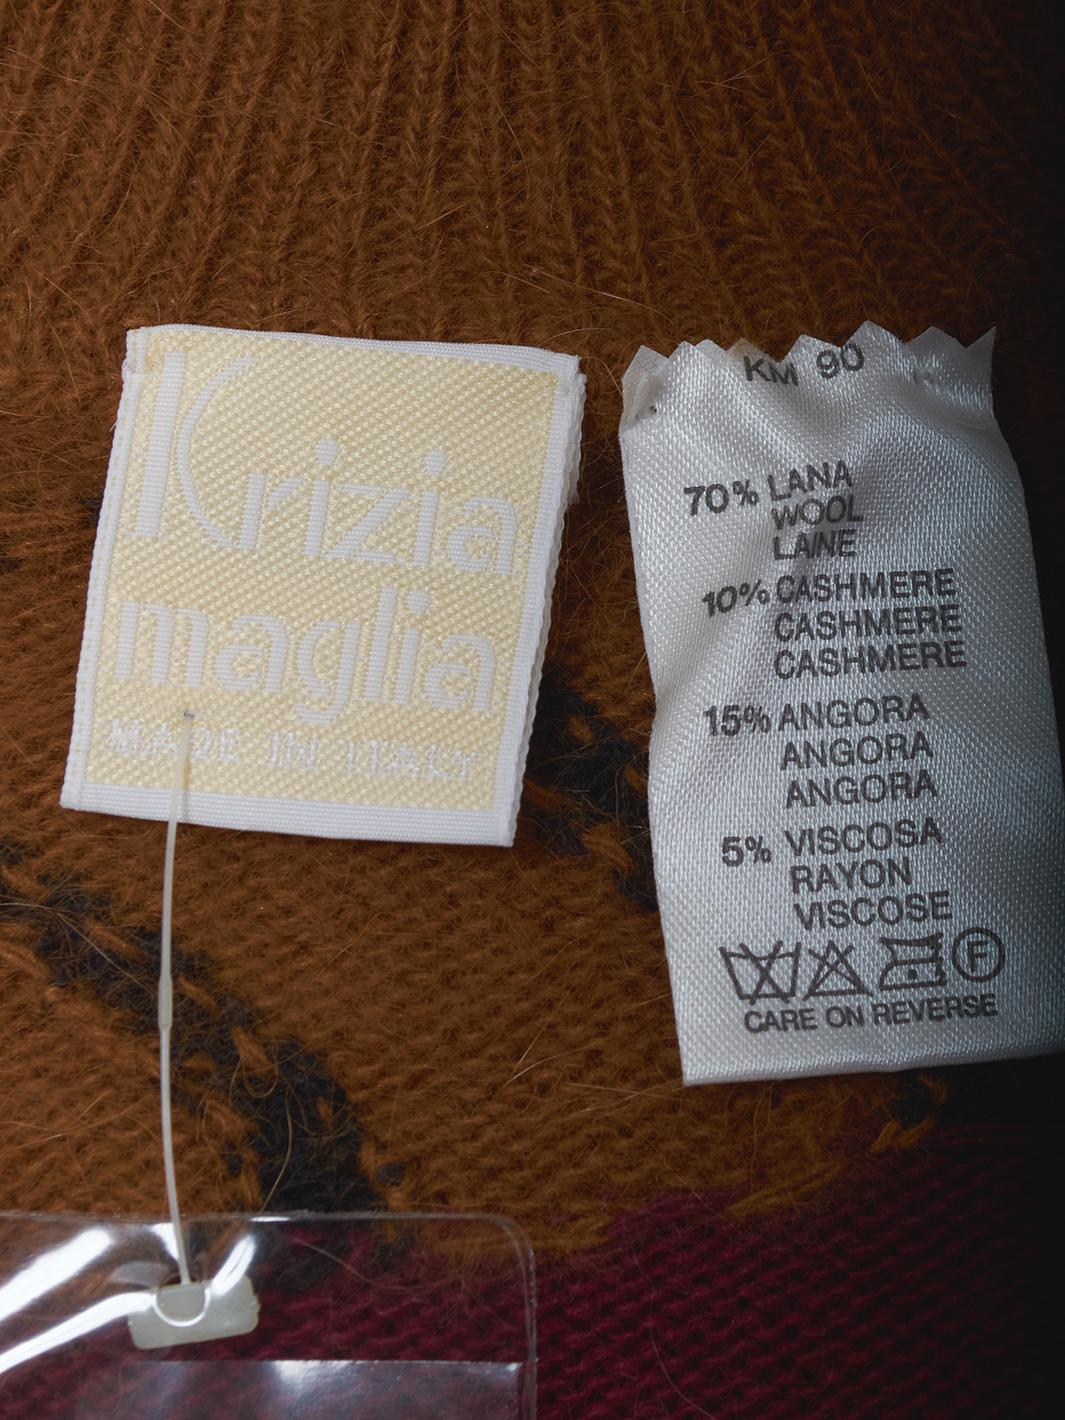 Krizia
maglia
MADE IN ITALY
KM 90
70% LANA
WOOL
LAINE
10% CASHMERE
CASHMERE
CASHMERE
15% ANGORA
ANGORA
ANGORA
5% VISCOSA
RAYON
VISCOSE
F
CARE ON REVERSE